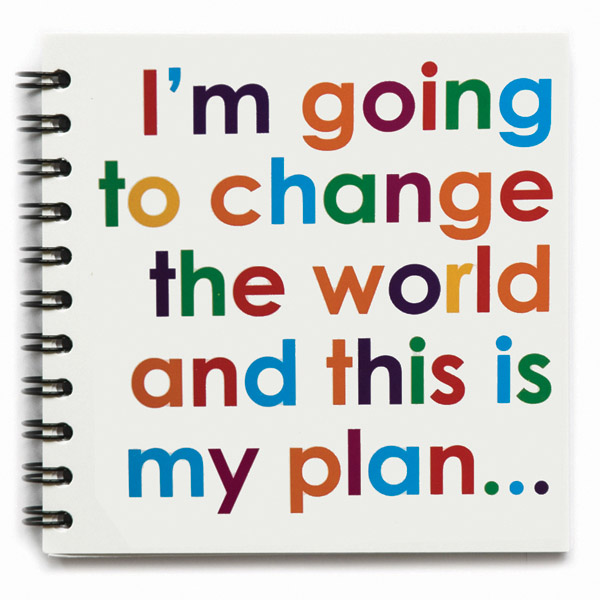 I'm going
to change
the world
and this is
my plan...